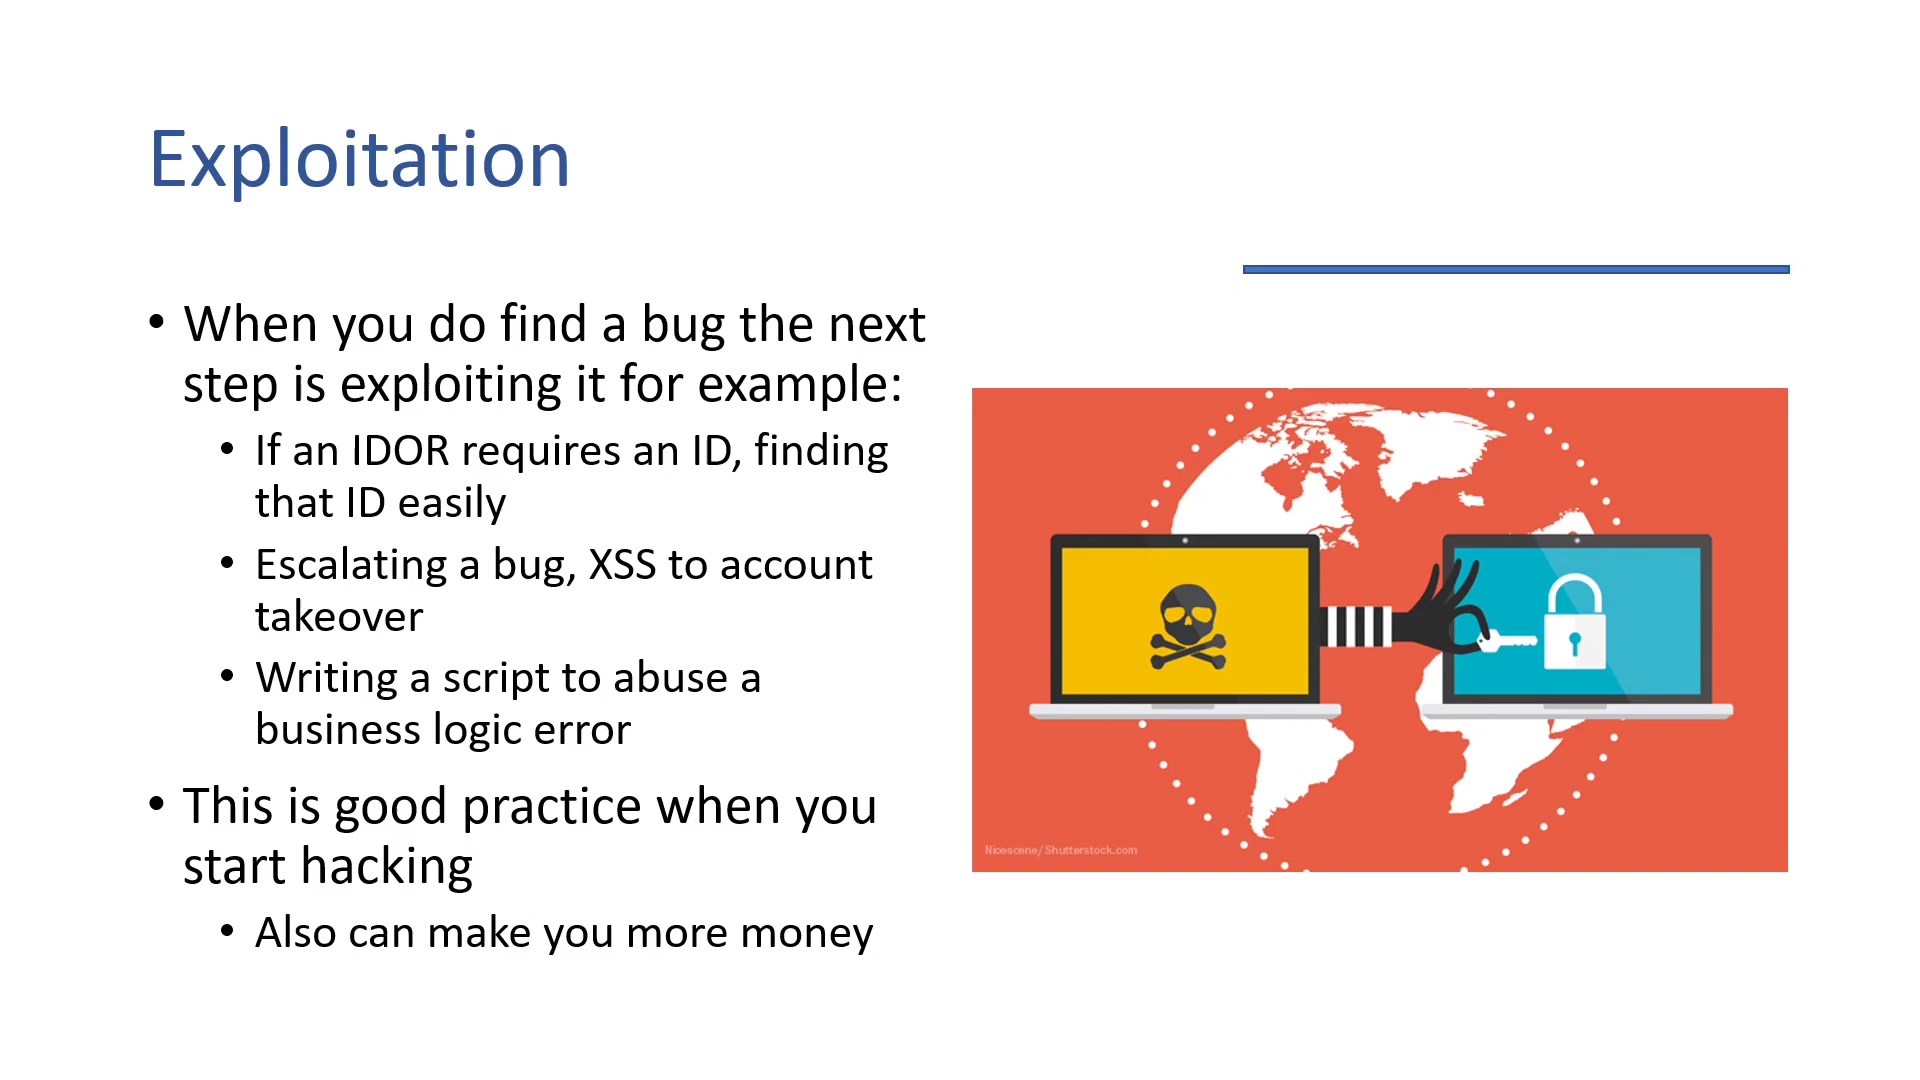 Exploitation
• When you do find a bug the next
step is exploiting it for example:
• If an IDOR requires an ID, finding
that ID easily
• Escalating a bug, XSS to account
takeover
• Writing a script to abuse a
business logic error
• This is good practice when you
start hacking
• Also can make you more money
Nicescene/Shutterstock.com